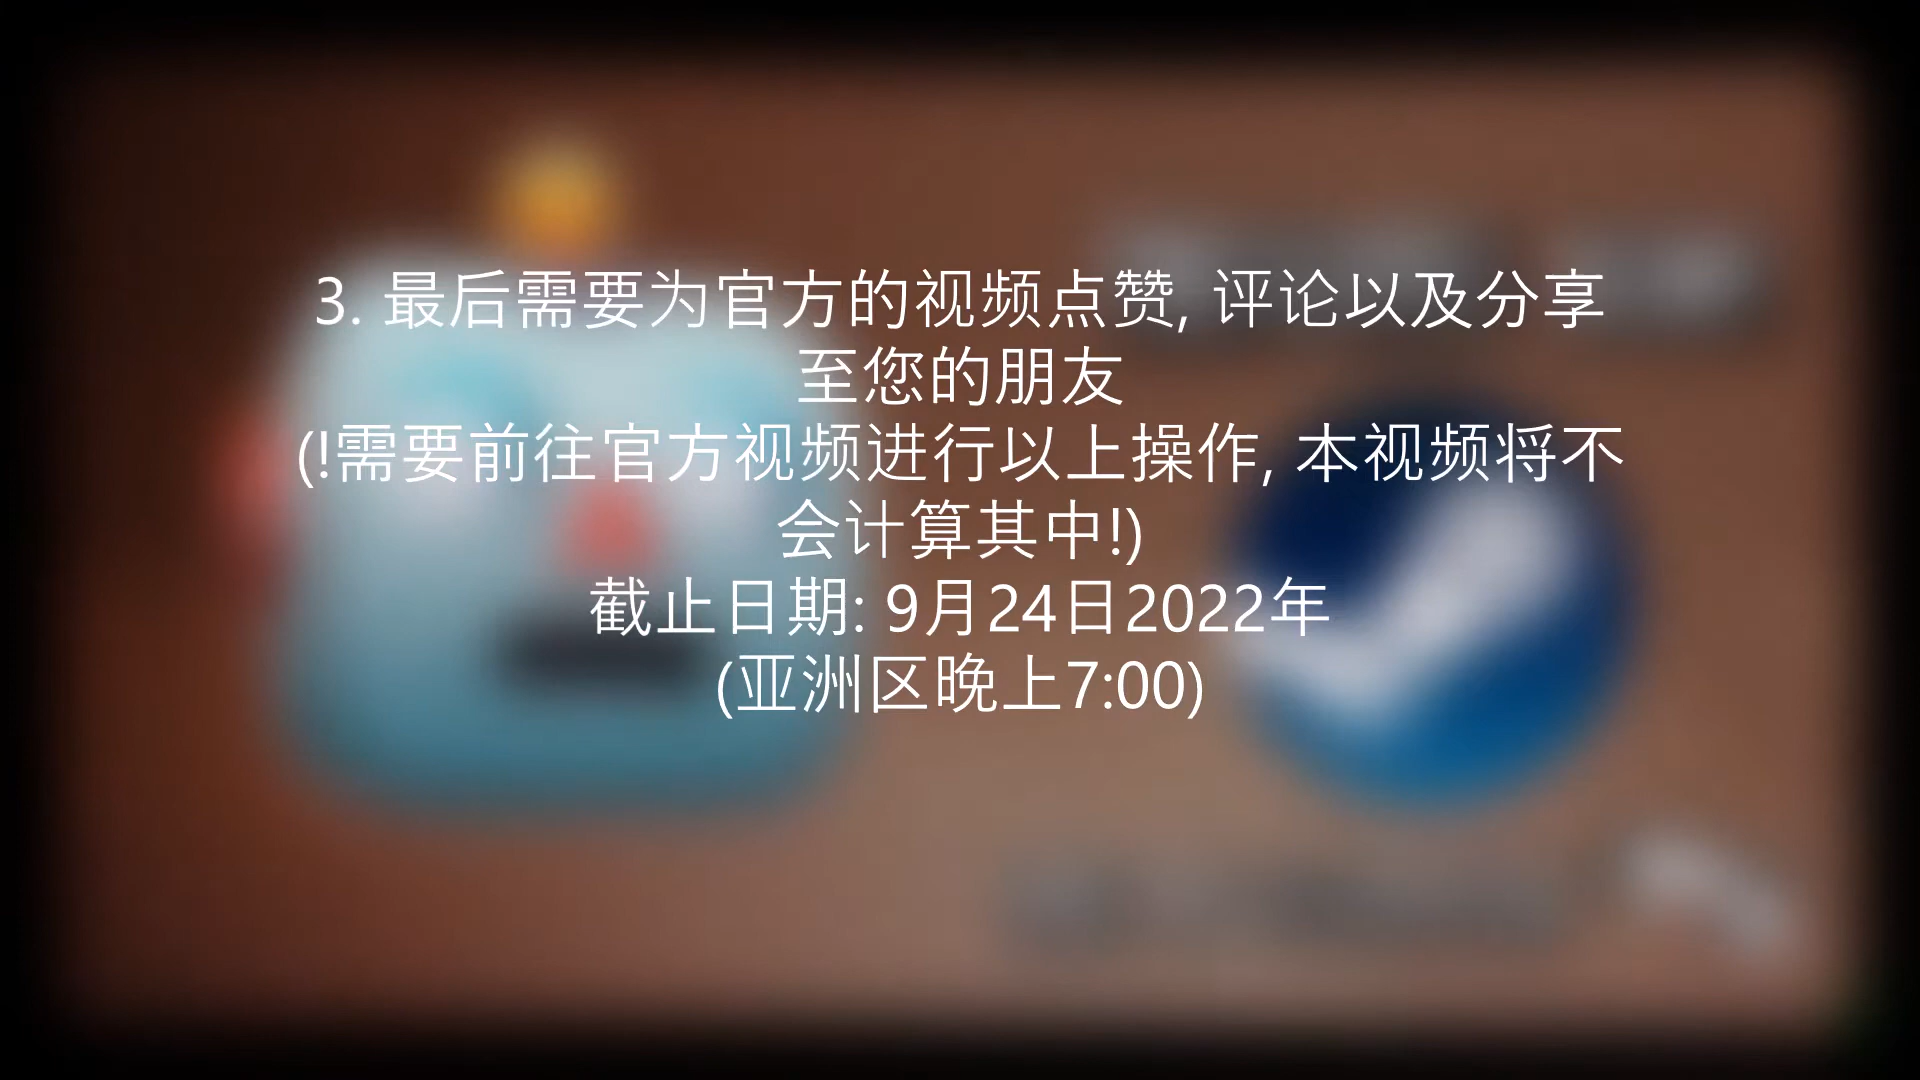 3. 最后需要为官方的视频点赞, 评论以及分享
至您的朋友
(!需要前往官方视频进行以上操作, 本视频将不
会计算其中!)
截止日期: 9月24日2022年
(亚洲区晚上7:00)